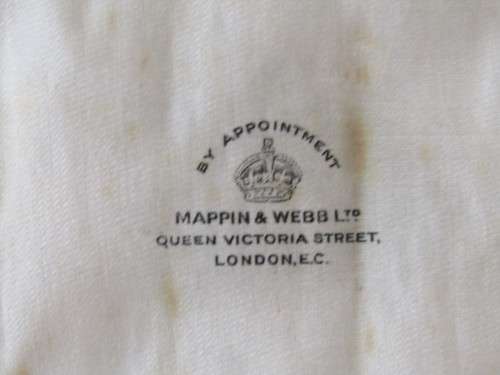 BY APPOINTMENT
MAPPIN & WEBB LTD
QUEEN VICTORIA STREET,
LONDON, E.C.